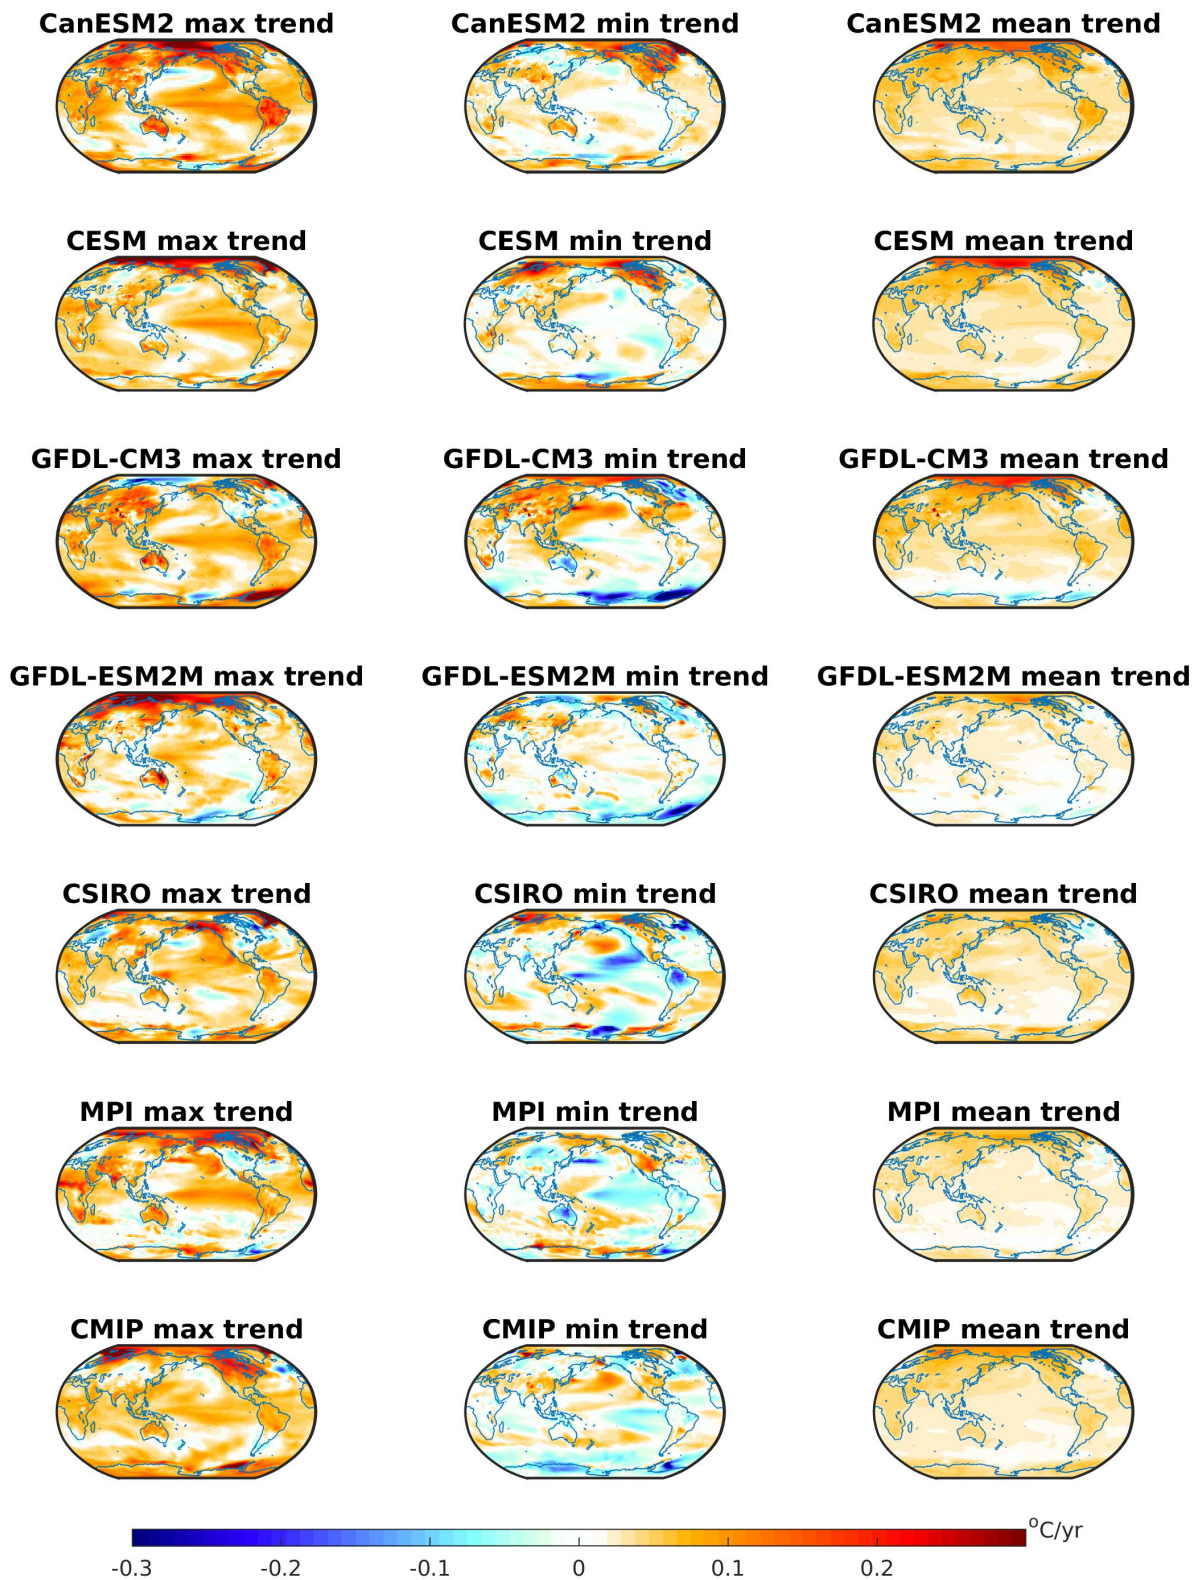 CanESM2 max trend CanESM2 min trend CanESM2 mean trend
CESM max trend CESM min trend CESM mean trend
GFDL-CM3 max trend GFDL-CM3 min trend GFDL-CM3 mean trend
GFDL-ESM2M max trend GFDL-ESM2M min trend GFDL-ESM2M mean trend
CSIRO max trend CSIRO min trend CSIRO mean trend
MPI max trend MPI min trend MPI mean trend
CMIP max trend CMIP min trend CMIP mean trend
°C/yr
-0.3 -0.2 -0.1 0 0.1 0.2